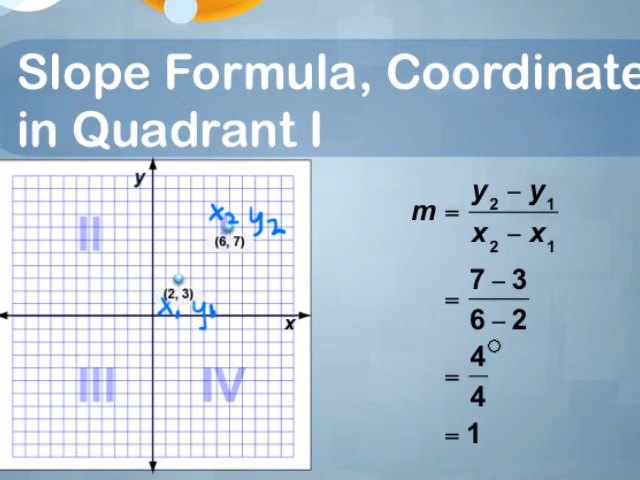 Slope Formula, Coordinate
in Quadrant I
y
II
x2 y2
(6, 7)
(2, 3)
x1 y1
x
III IV
m = y2 – y1 / x2 – x1
= 7 – 3 / 6 – 2
= 4 / 4
= 1